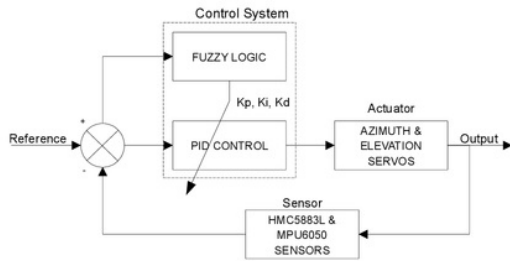 Control System
FUZZY LOGIC
Kp, Ki, Kd
Actuator
+
Reference
PID CONTROL
AZIMUTH &
ELEVATION
SERVOS
Output
-
Sensor
HMC5883L &
MPU6050
SENSORS